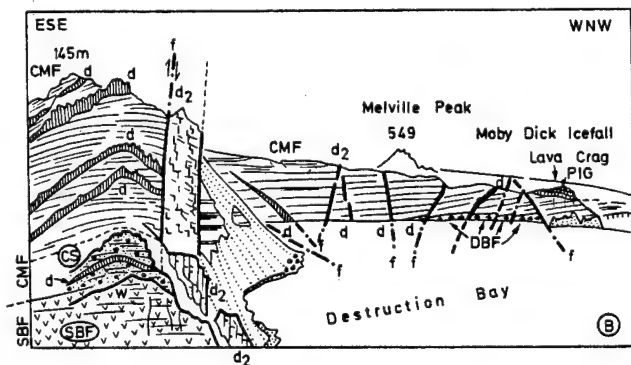 ESE
WNW
145m
CMF
d
d
f
d2
Melville Peak
549
Moby Dick Icefall
Lava Crag
PIG
CMF
d2
d
d
d
CS
d
W
SBF
CMF
SBF
d
f
d
f
f
d
DBF
f
f
d2
d2
Destruction Bay
B